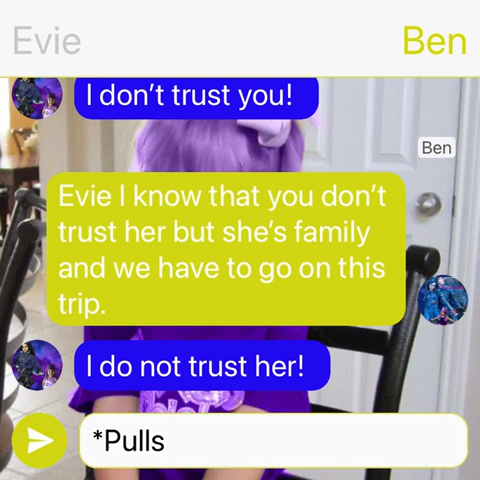 Evie
Ben
I don't trust you!
Ben
Evie I know that you don't
trust her but she's family
and we have to go on this
trip.
I do not trust her!
*Pulls